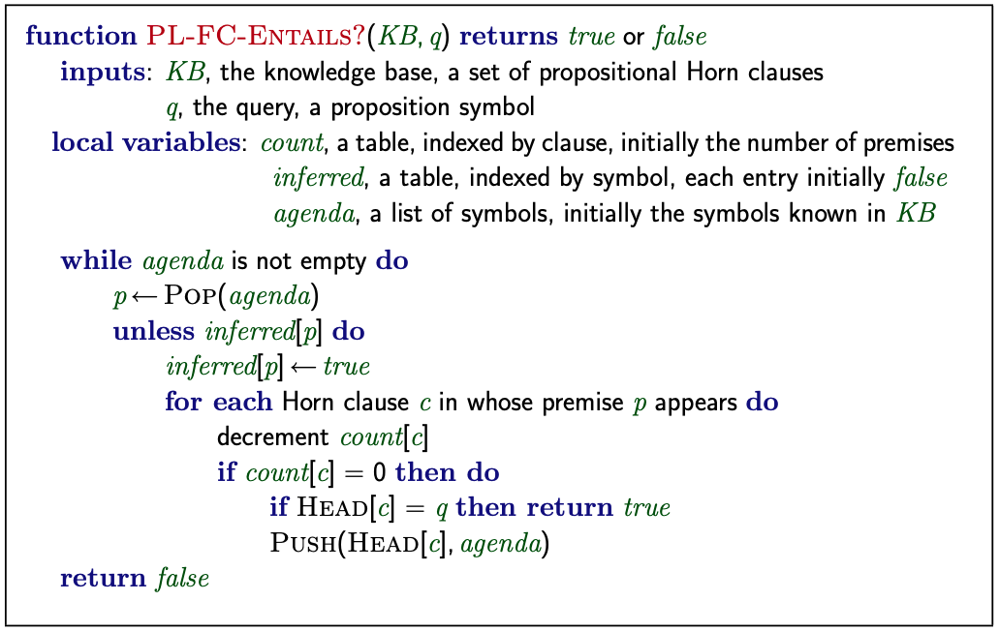 function PL-FC-ENTAILS?(KB, q) returns true or false
inputs: KB, the knowledge base, a set of propositional Horn clauses
q, the query, a proposition symbol
local variables: count, a table, indexed by clause, initially the number of premises
inferred, a table, indexed by symbol, each entry initially false
agenda, a list of symbols, initially the symbols known in KB
while agenda is not empty do
p ← POP(agenda)
unless inferred[p] do
inferred[p] ← true
for each Horn clause c in whose premise p appears do
decrement count[c]
if count[c] = 0 then do
if HEAD[c] = q then return true
PUSH(HEAD[c], agenda)
return false